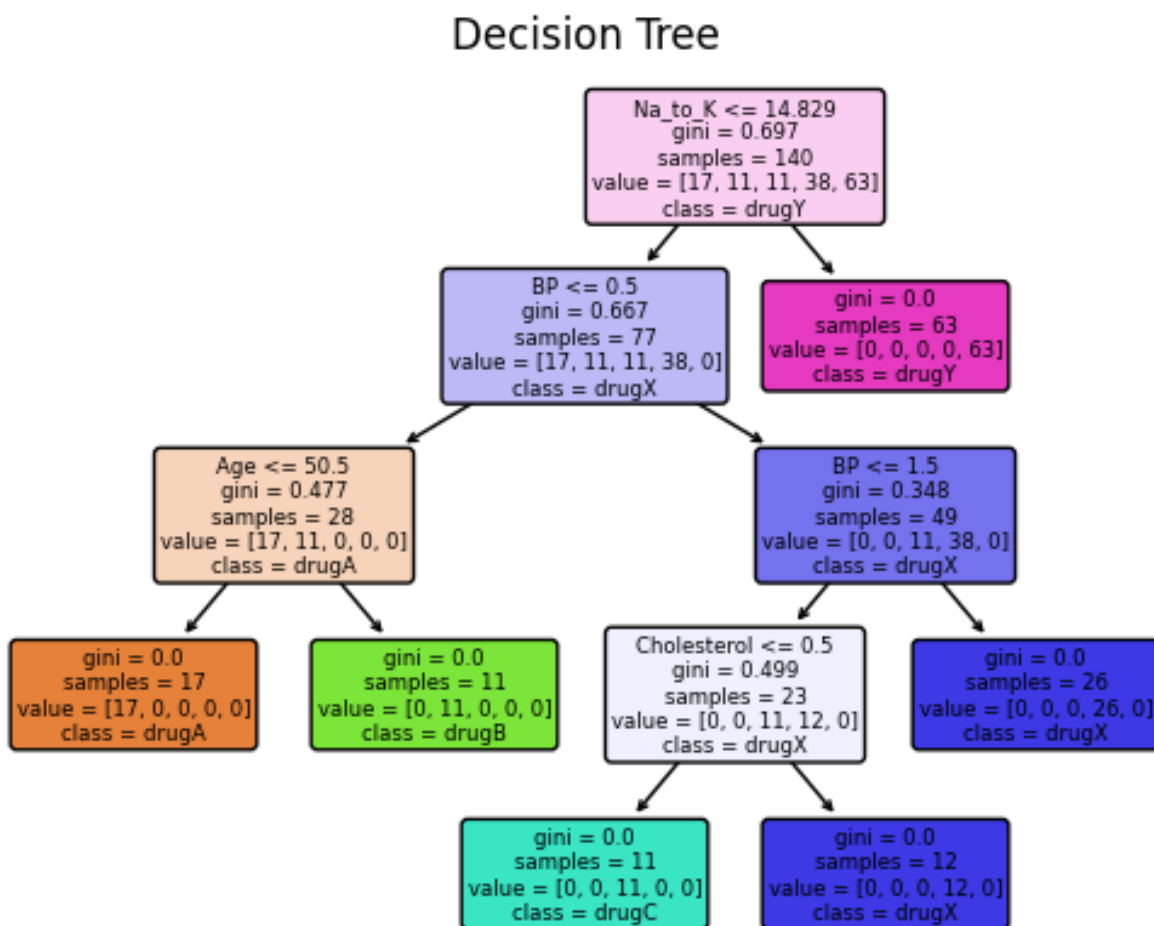 Decision Tree
Na_to_K <= 14.829
gini = 0.697
samples = 140
value = [17, 11, 11, 38, 63]
class = drugY
BP <= 0.5
gini = 0.667
samples = 77
value = [17, 11, 11, 38, 0]
class = drugX
gini = 0.0
samples = 63
value = [0, 0, 0, 0, 63]
class = drugY
Age <= 50.5
gini = 0.477
samples = 28
value = [17, 11, 0, 0, 0]
class = drugA
BP <= 1.5
gini = 0.348
samples = 49
value = [0, 0, 11, 38, 0]
class = drugX
gini = 0.0
samples = 17
value = [17, 0, 0, 0, 0]
class = drugA
gini = 0.0
samples = 11
value = [0, 11, 0, 0, 0]
class = drugB
Cholesterol <= 0.5
gini = 0.499
samples = 23
value = [0, 0, 11, 12, 0]
class = drugX
gini = 0.0
samples = 26
value = [0, 0, 0, 26, 0]
class = drugX
gini = 0.0
samples = 11
value = [0, 0, 11, 0, 0]
class = drugC
gini = 0.0
samples = 12
value = [0, 0, 0, 12, 0]
class = drugX